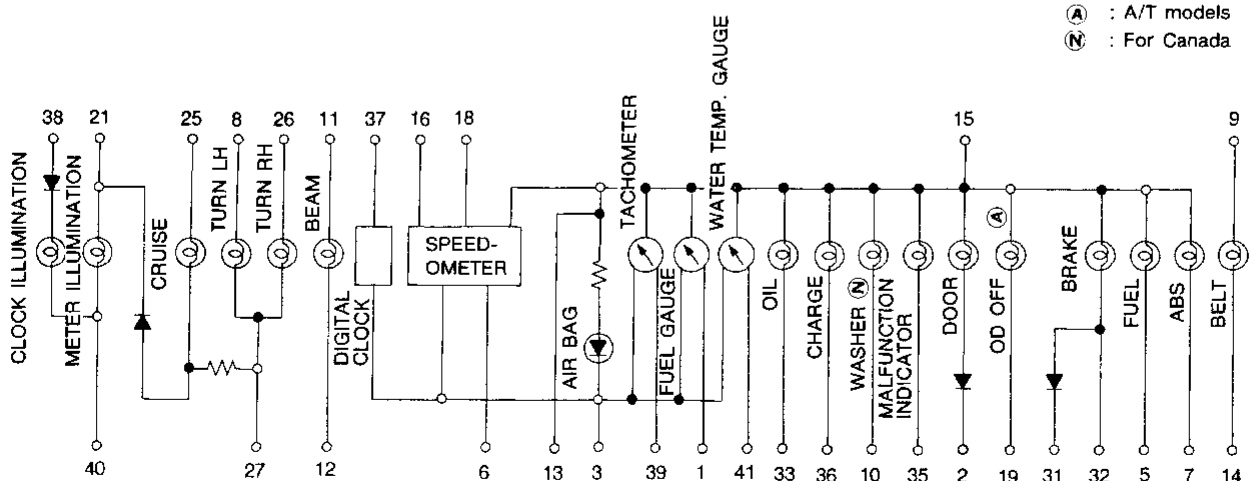 Ⓐ : A/T models
Ⓝ : For Canada
38
21
25
8
26
11
37
16
18
15
9
CLOCK ILLUMINATION
METER ILLUMINATION
CRUISE
TURN LH
TURN RH
BEAM
DIGITAL
CLOCK
SPEED-
OMETER
AIR BAG
TACHOMETER
FUEL GAUGE
WATER TEMP. GAUGE
OIL
CHARGE
WASHER Ⓝ
MALFUNCTION
INDICATOR
DOOR
OD OFF Ⓐ
BRAKE
FUEL
ABS
BELT
40
27
12
6
13
3
39
1
41
33
36
10
35
2
19
31
32
5
7
14